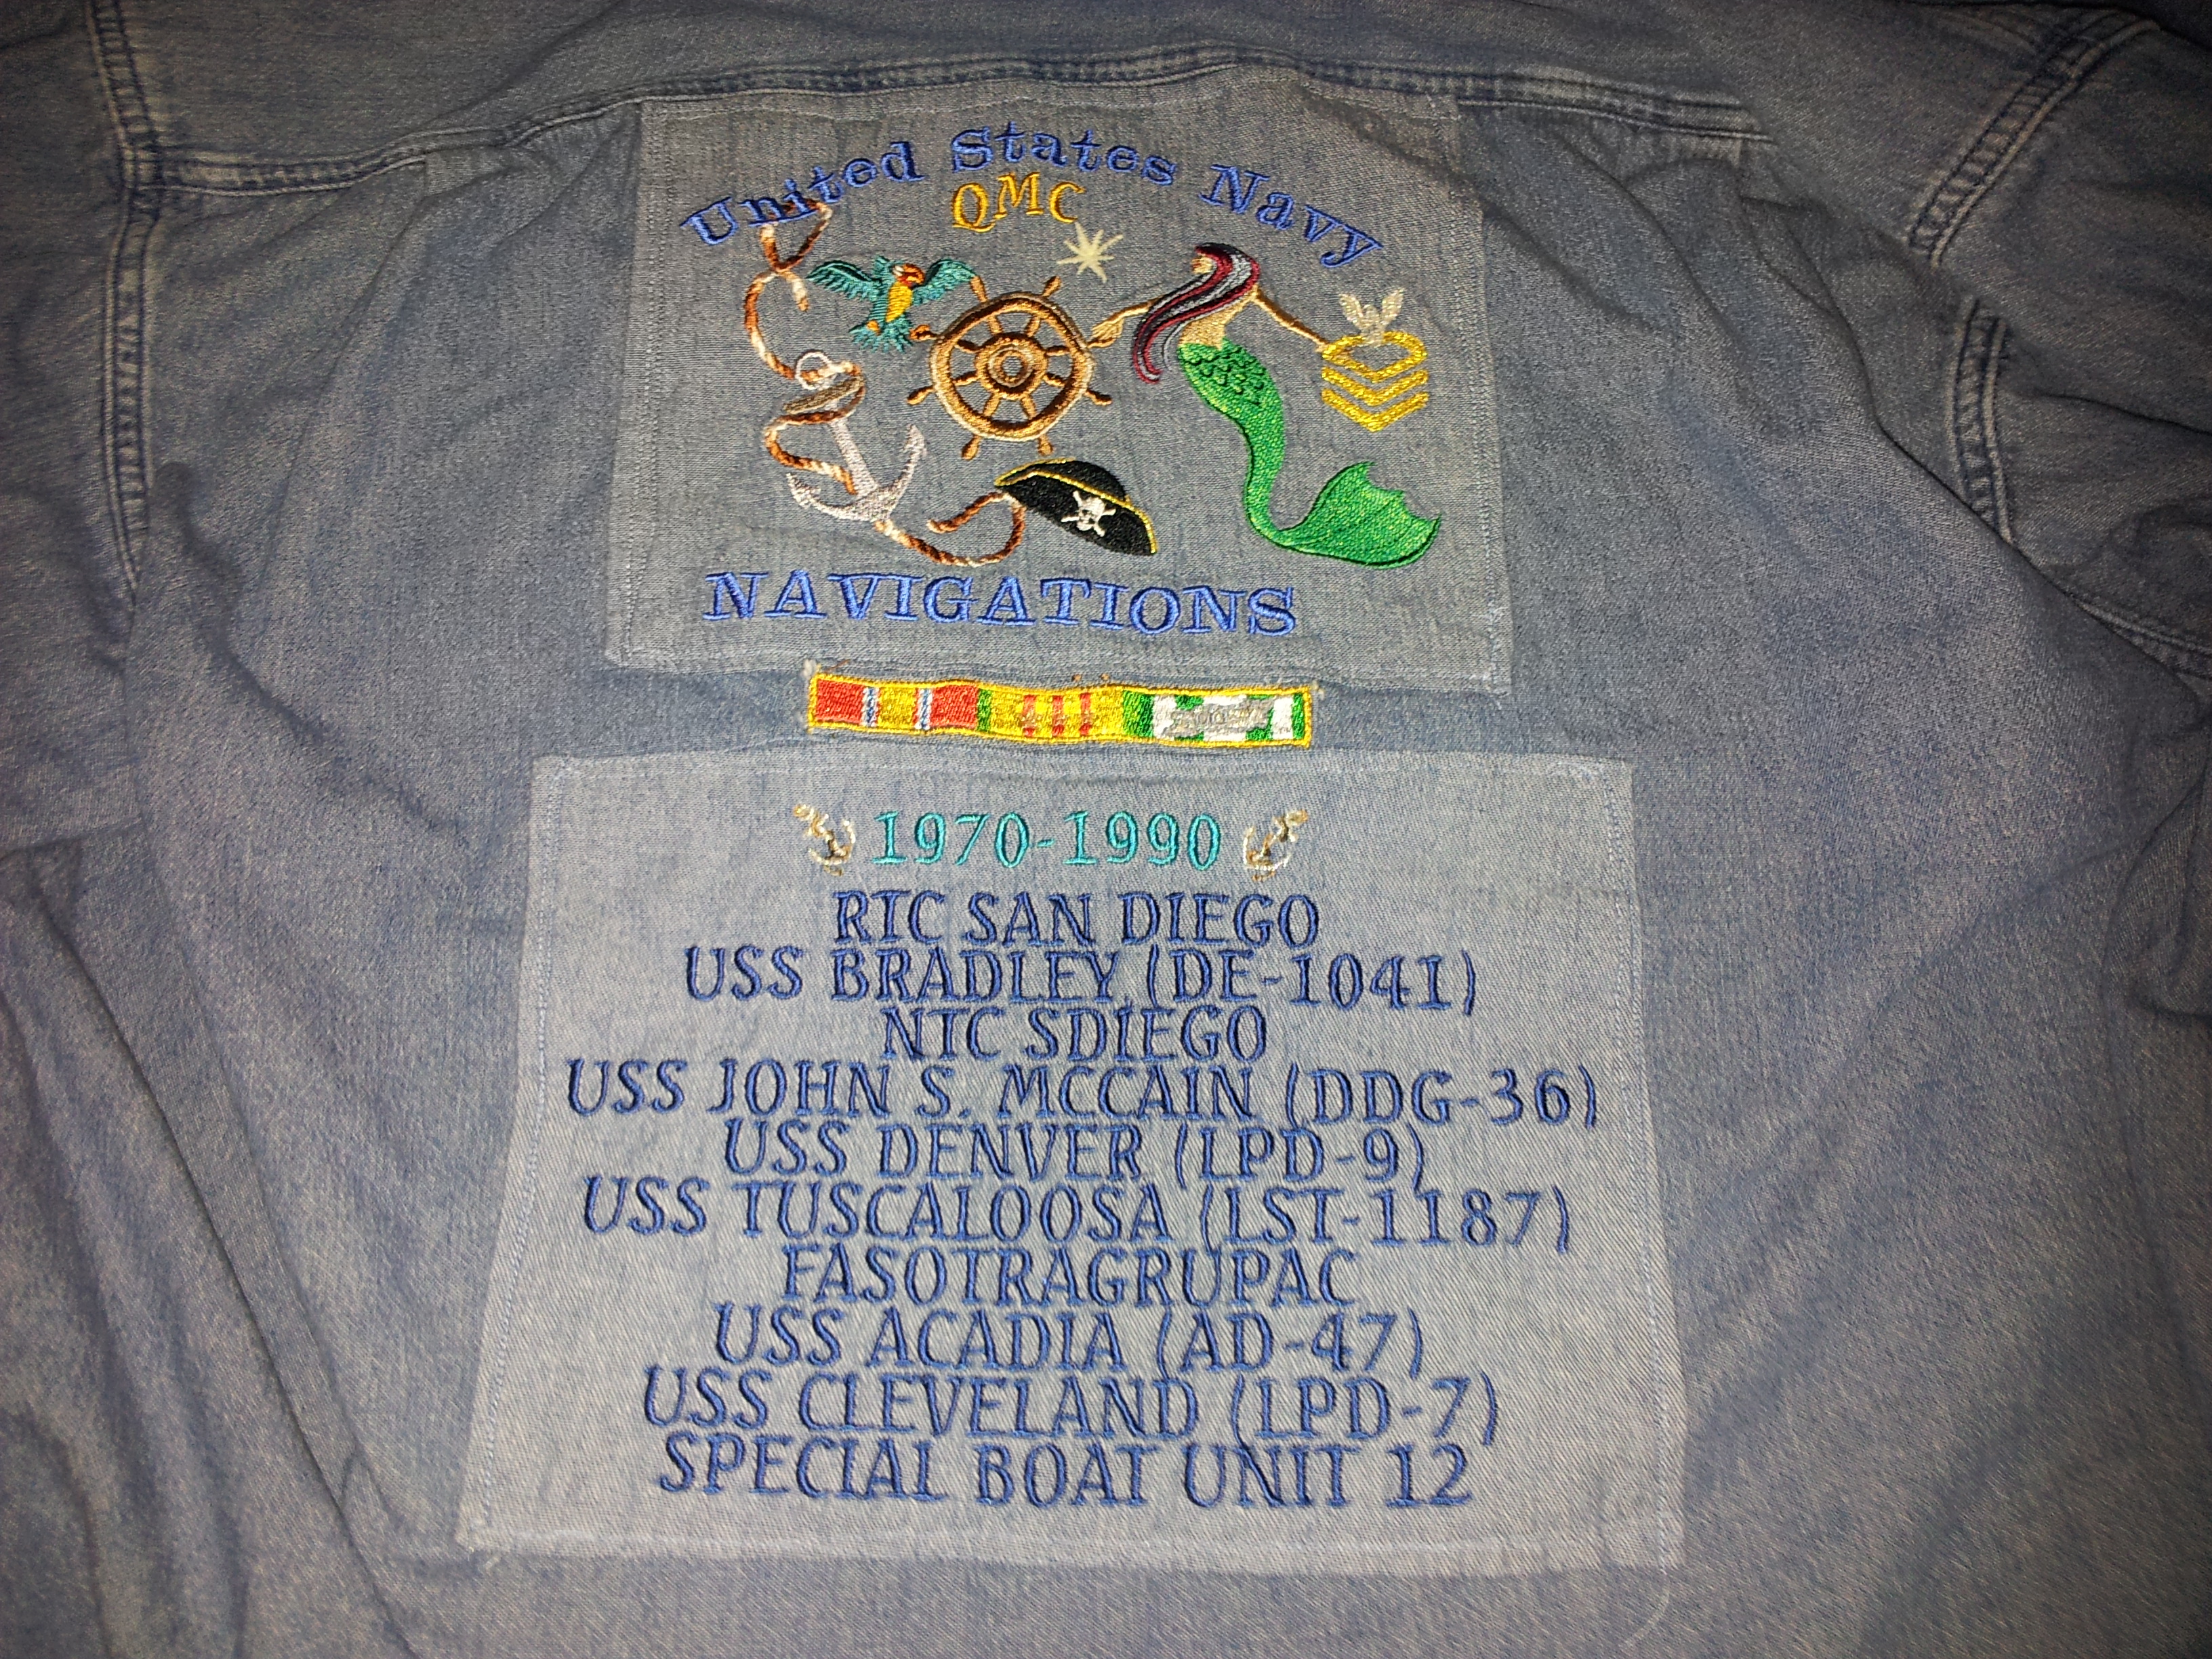 United States Navy
QMC
NAVIGATIONS
1970-1990
RTC SAN DIEGO
USS BRADLEY (DE-1041)
NTC SDIEGO
USS JOHN S. MCCAIN (DDG-36)
USS DENVER (LPD-9)
USS TUSCALOOSA (LST-1187)
FASOTRAGRUPAC
USS ACADIA (AD-47)
USS CLEVELAND (LPD-7)
SPECIAL BOAT UNIT 12